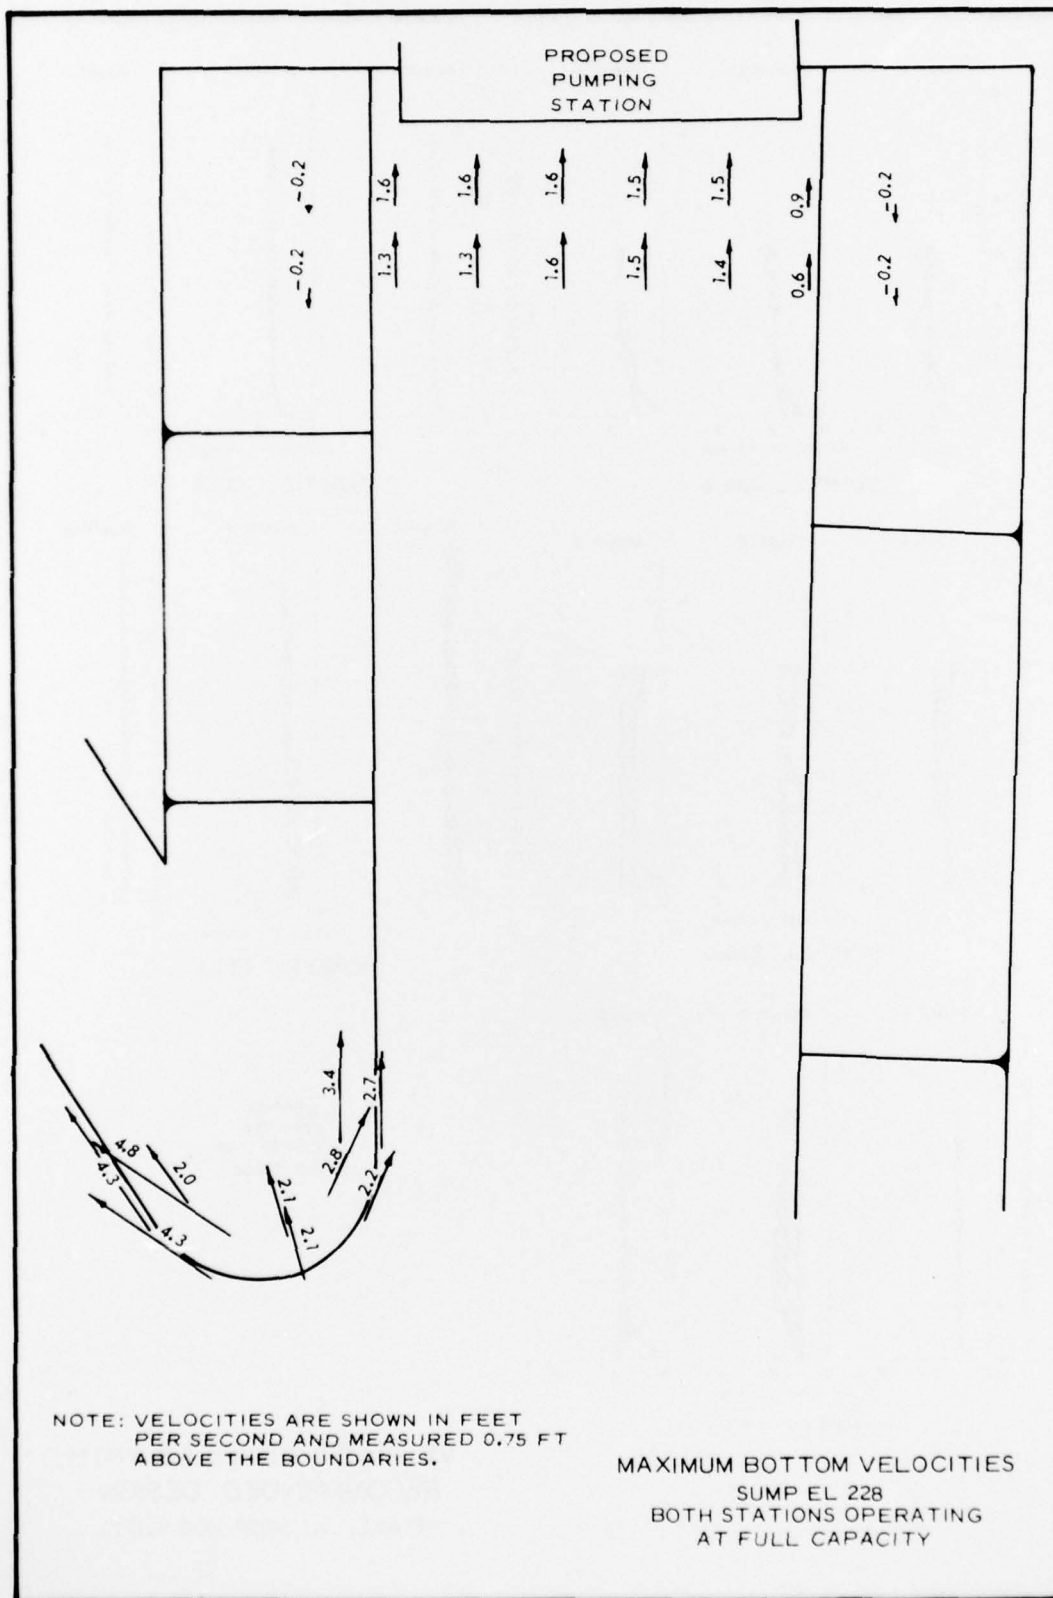 PROPOSED
PUMPING
STATION
-0.2
1.6
1.6
1.6
1.5
1.5
0.9
-0.2
-0.2
1.3
1.3
1.6
1.5
1.4
0.6
-0.2
3.4
2.7
4.8
4.3
2.0
2.8
2.2
2.1
2.1
4.3
NOTE: VELOCITIES ARE SHOWN IN FEET
PER SECOND AND MEASURED 0.75 FT
ABOVE THE BOUNDARIES.
MAXIMUM BOTTOM VELOCITIES
SUMP EL 228
BOTH STATIONS OPERATING
AT FULL CAPACITY